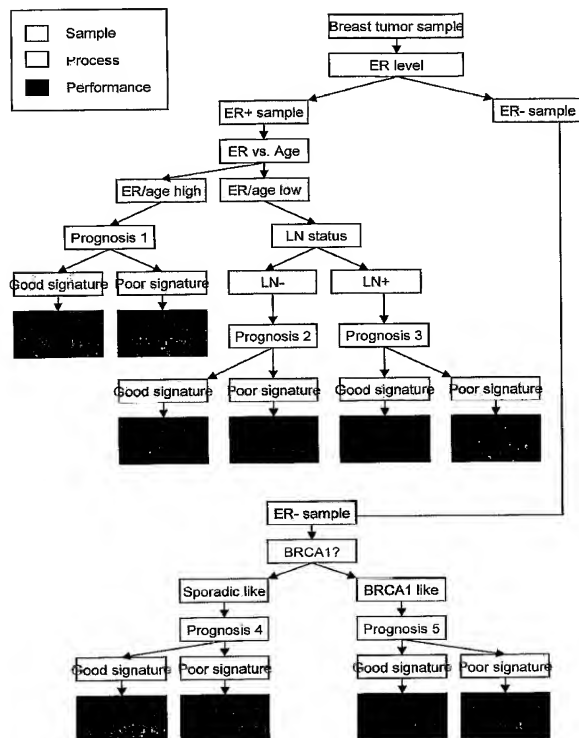 Sample
Process
Performance
Breast tumor sample
ER level
ER+ sample
ER- sample
ER vs. Age
ER/age high
ER/age low
Prognosis 1
LN status
Good signature
Poor signature
LN-
LN+
Prognosis 2
Prognosis 3
Good signature
Poor signature
Good signature
Poor signature
ER- sample
BRCA1?
Sporadic like
BRCA1 like
Prognosis 4
Prognosis 5
Good signature
Poor signature
Good signature
Poor signature